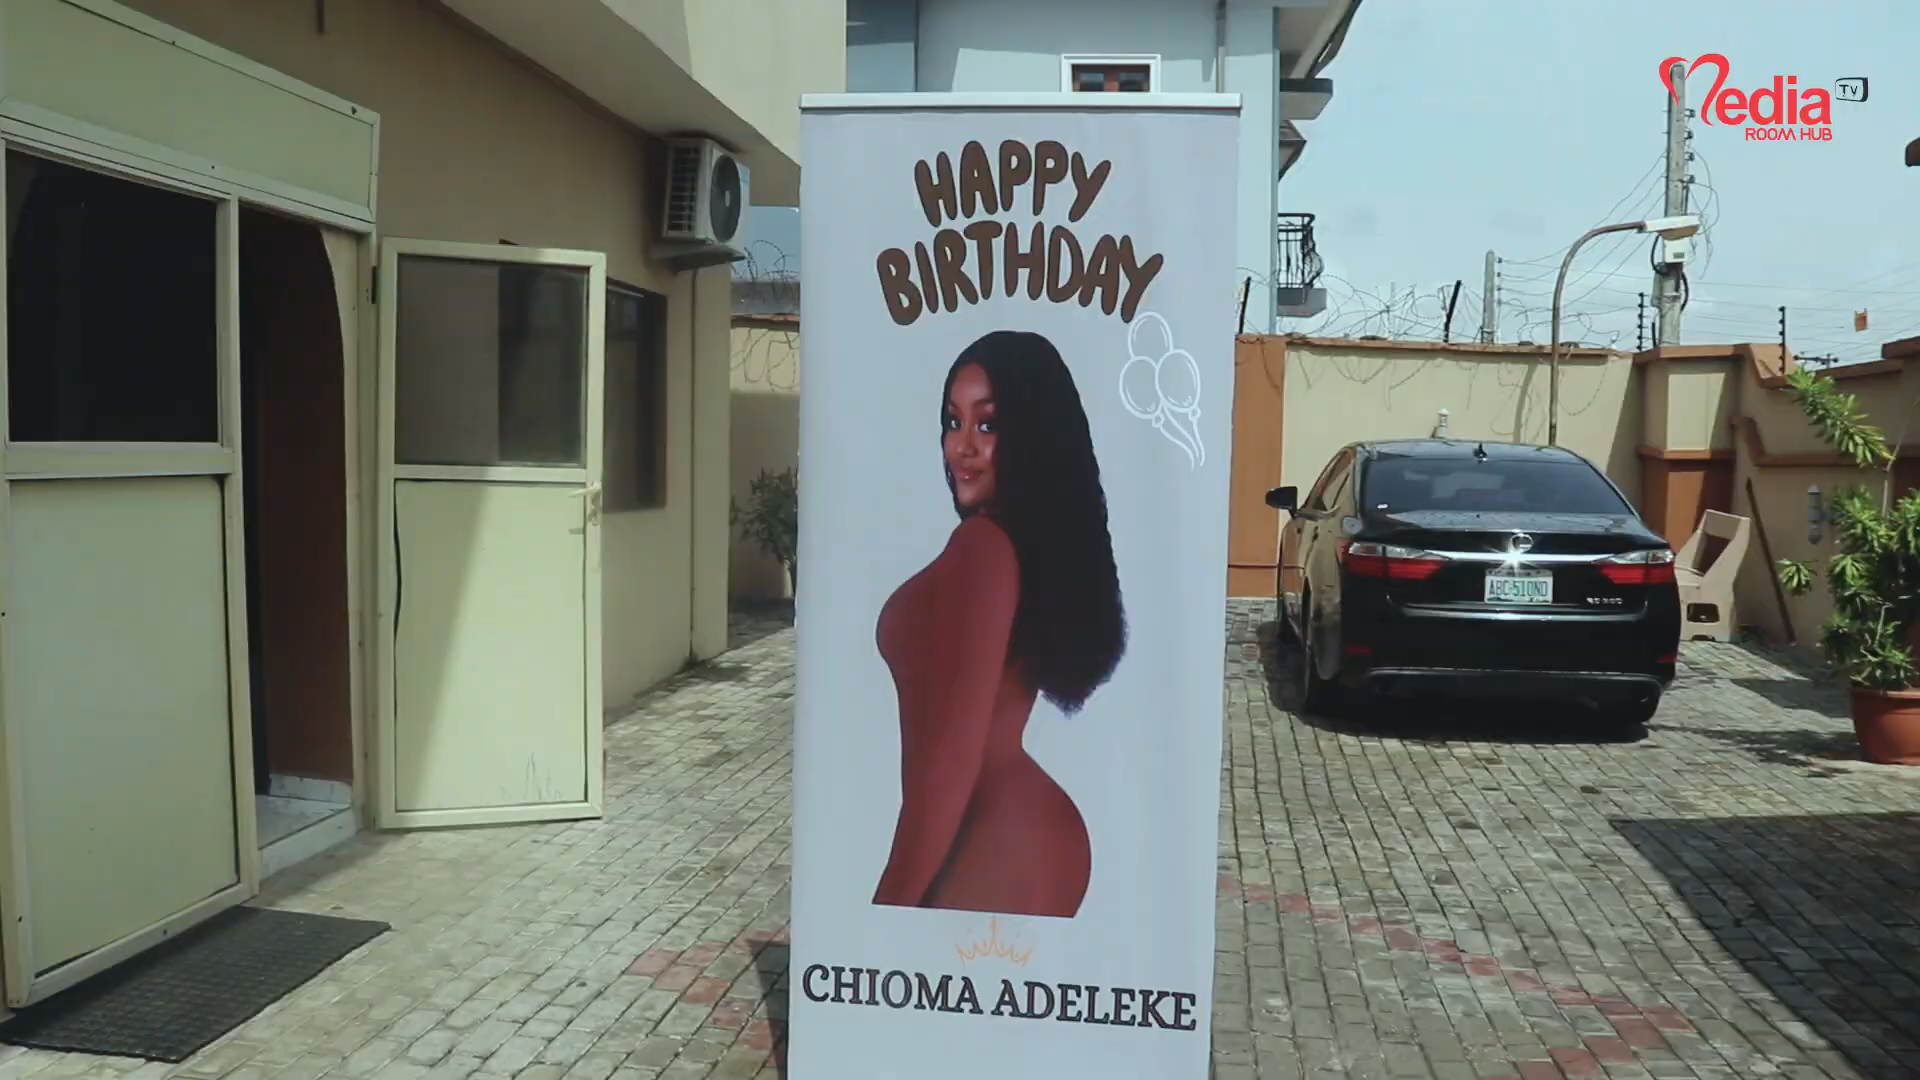 Media TV
ROOM HUB
HAPPY
BIRTHDAY
CHIOMA ADELEKE
ABC-510ND